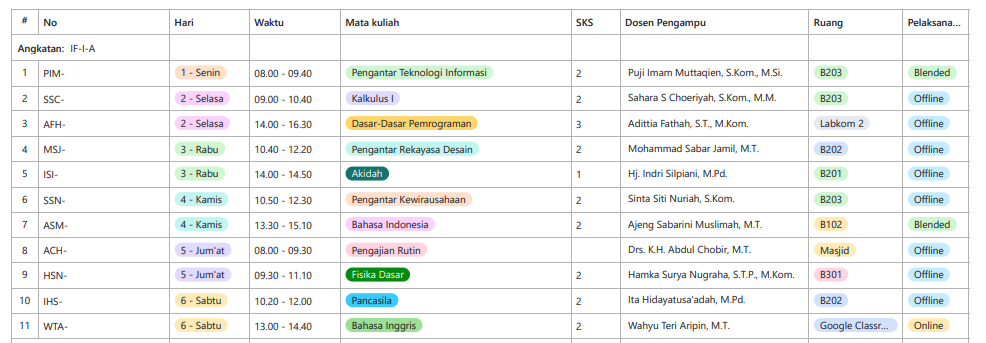 # No Hari Waktu Mata kuliah SKS Dosen Pengampu Ruang Pelaksana...
Angkatan: IF-I-A
1 PIM- 1 - Senin 08.00 - 09.40 Pengantar Teknologi Informasi 2 Puji Imam Muttaqien, S.Kom., M.Si. B203 Blended
2 SSC- 2 - Selasa 09.00 - 10.40 Kalkulus I 2 Sahara S Choeriyah, S.Kom., M.M. B203 Offline
3 AFH- 2 - Selasa 14.00 - 16.30 Dasar-Dasar Pemrograman 3 Adittia Fathah, S.T., M.Kom. Labkom 2 Offline
4 MSJ- 3 - Rabu 10.40 - 12.20 Pengantar Rekayasa Desain 2 Mohammad Sabar Jamil, M.T. B202 Offline
5 ISI- 3 - Rabu 14.00 - 14.50 Akidah 1 Hj. Indri Silpiani, M.Pd. B201 Offline
6 SSN- 4 - Kamis 10.50 - 12.30 Pengantar Kewirausahaan 2 Sinta Siti Nuriah, S.Kom. B203 Offline
7 ASM- 4 - Kamis 13.30 - 15.10 Bahasa Indonesia 2 Ajeng Sabarini Muslimah, M.T. B102 Blended
8 ACH- 5 - Jum'at 08.00 - 09.30 Pengajian Rutin Drs. K.H. Abdul Chobir, M.T. Masjid Offline
9 HSN- 5 - Jum'at 09.30 - 11.10 Fisika Dasar 2 Hamka Surya Nugraha, S.T.P., M.Kom. B301 Offline
10 IHS- 6 - Sabtu 10.20 - 12.00 Pancasila 2 Ita Hidayatusa'adah, M.Pd. B202 Offline
11 WTA- 6 - Sabtu 13.00 - 14.40 Bahasa Inggris 2 Wahyu Teri Aripin, M.T. Google Classr... Online